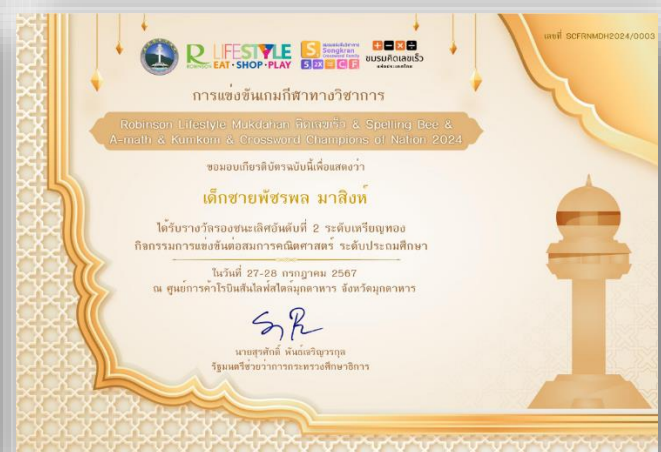 เลขที่ SCFRNMDH2024/0003
ROBINSON LIFESTYLE
EAT·SHOP·PLAY
Songkran
ชมรมคิดเลขเร็ว
การแข่งขันเกมกีฬาทางวิชาการ
Robinson Lifestyle Mukdahan คิดเลขเร็ว & Spelling Bee &
A-math & Kumkom & Crossword Champions of Nation 2024
ขอมอบเกียรติบัตรฉบับนี้เพื่อแสดงว่า
เด็กชายพัชรพล มาสิงห์
ได้รับรางวัลรองชนะเลิศอันดับที่ 2 ระดับเหรียญทอง
กิจกรรมการแข่งขันต่อสมการคณิตศาสตร์ ระดับประถมศึกษา
ในวันที่ 27-28 กรกฎาคม 2567
ณ ศูนย์การค้าโรบินสันไลฟ์สไตล์มุกดาหาร จังหวัดมุกดาหาร
นายสุรศักดิ์ พันธ์เจริญวรกุล
รัฐมนตรีช่วยว่าการกระทรวงศึกษาธิการ